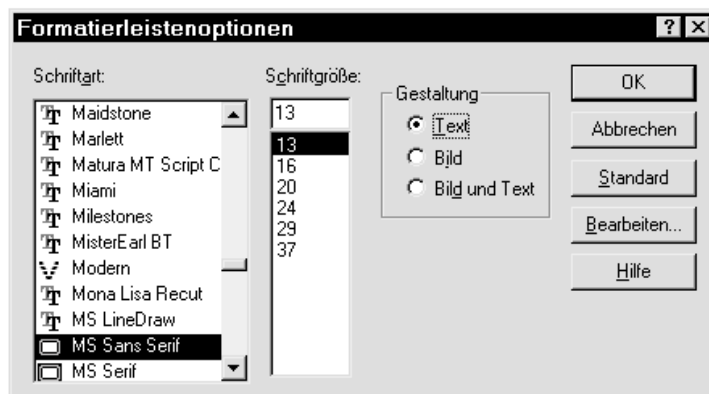 Formatierleistenoptionen
Schriftart:
Maidstone
Marlett
Matura MT Script C
Miami
Milestones
MisterEarl BT
Modern
Mona Lisa Recut
MS LineDraw
MS Sans Serif
MS Serif
Schriftgröße:
13
13
16
20
24
29
37
Gestaltung
Text
Bild
Bild und Text
OK
Abbrechen
Standard
Bearbeiten...
Hilfe